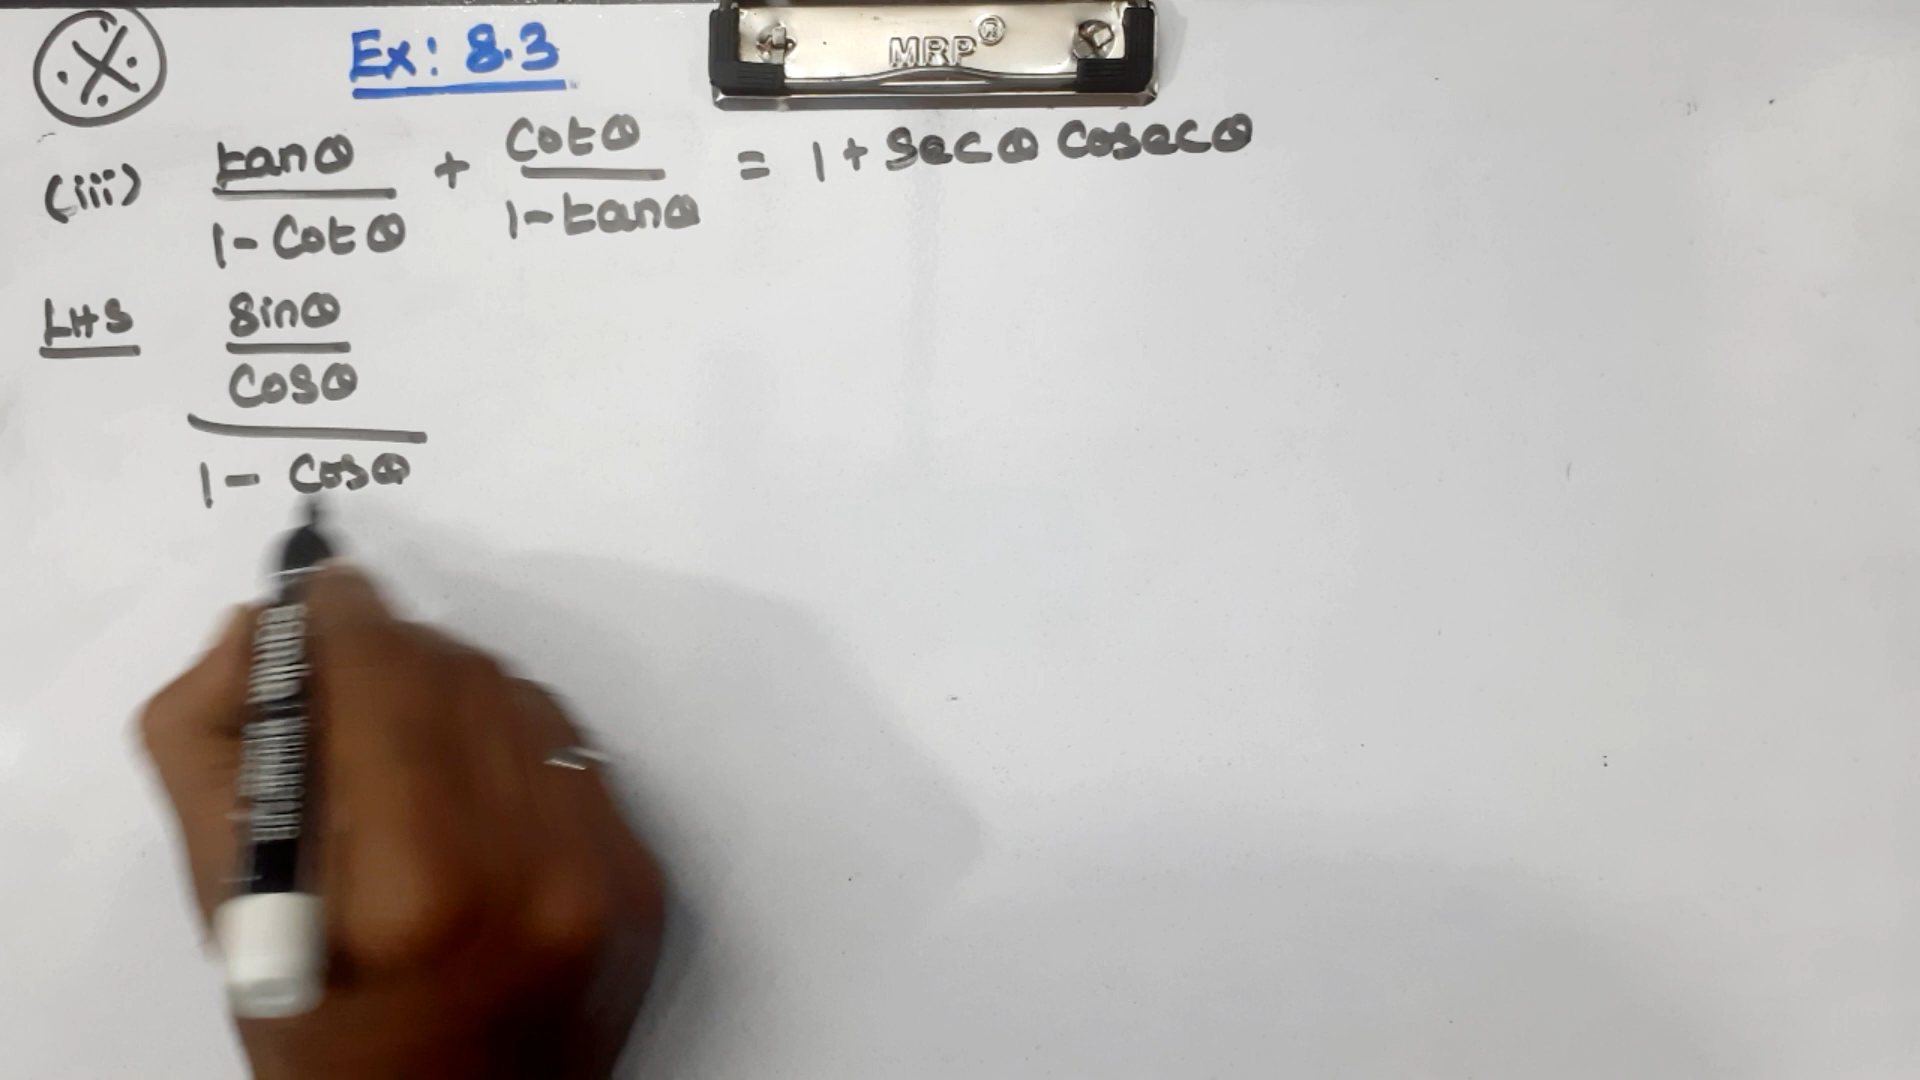 Ex: 8.3
MRP®
(iii) tanθ / 1 - Cotθ + Cotθ / 1 - tanθ = 1 + Secθ Cosecθ
LHS Sinθ / Cosθ
1 - Cosθ